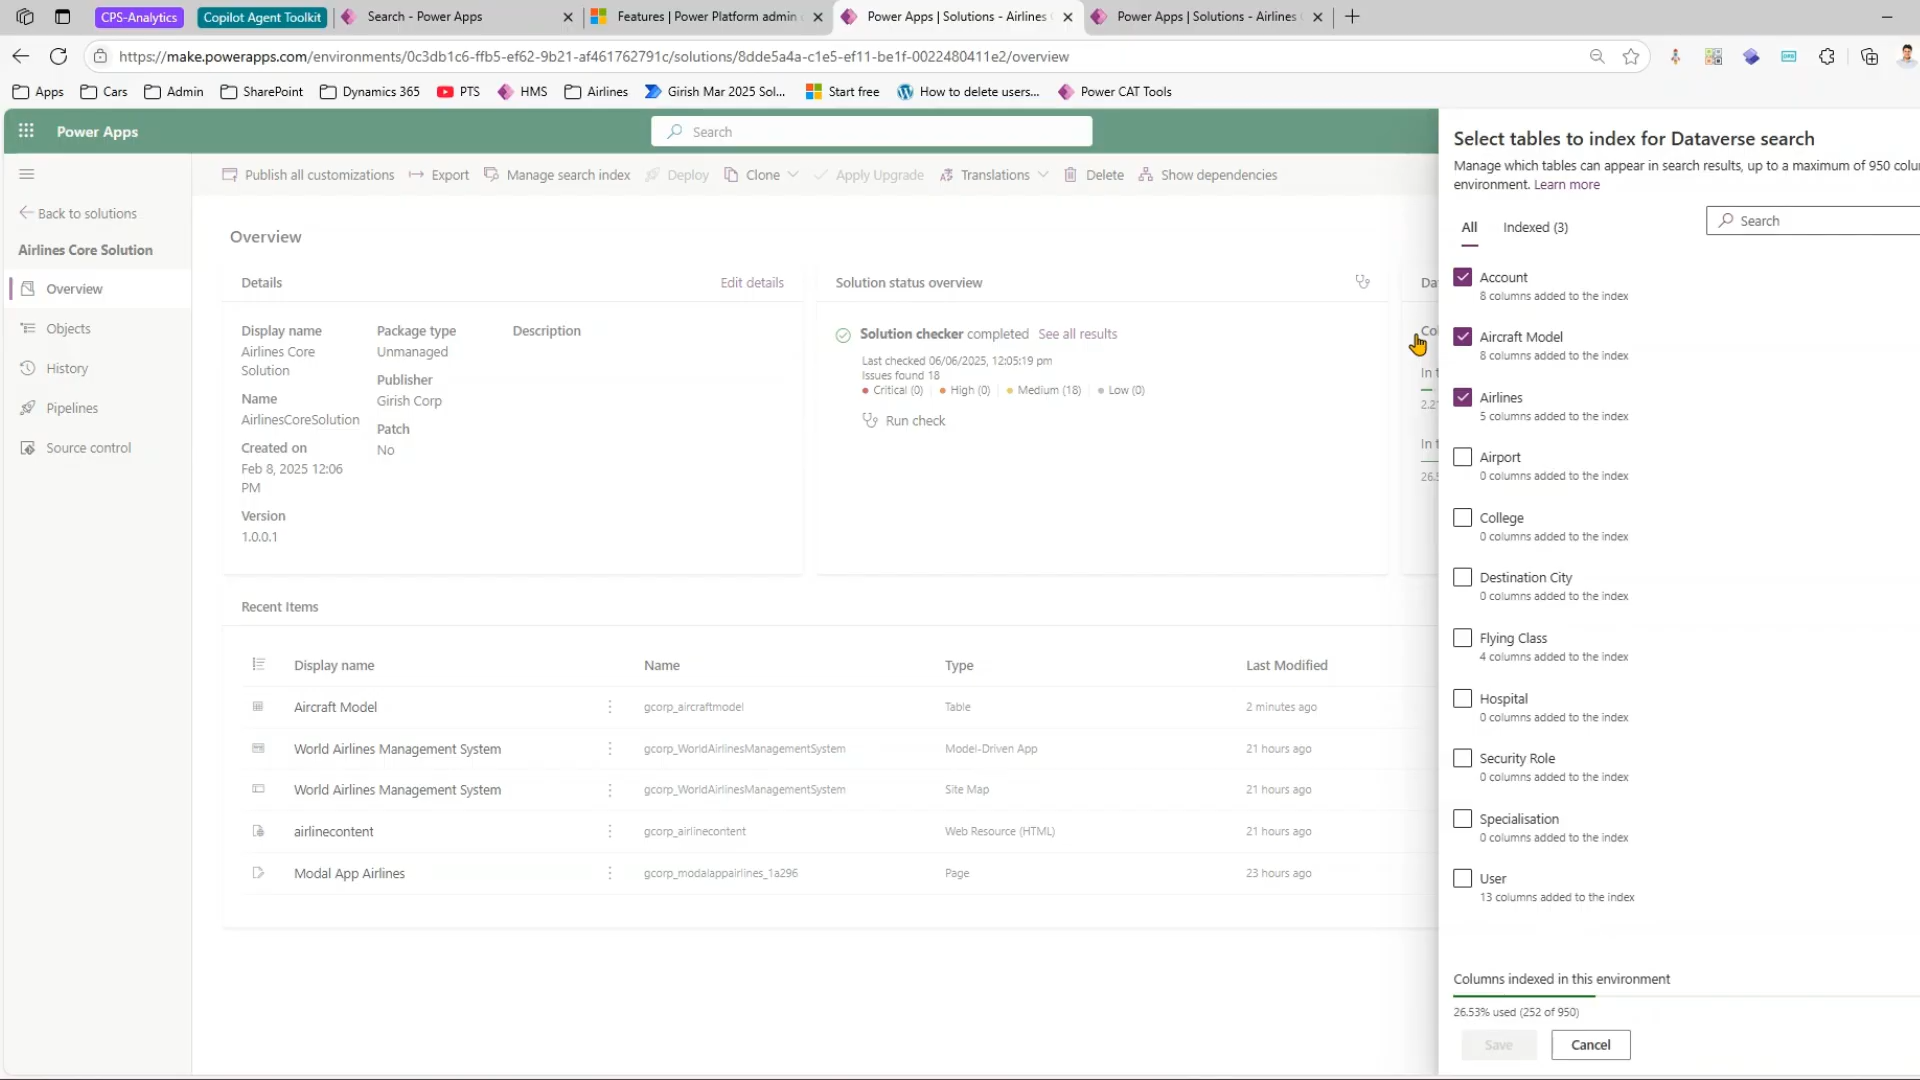 CPS-Analytics
Copilot Agent Toolkit
Search - Power Apps
Features | Power Platform admin
Power Apps | Solutions - Airlines
Power Apps | Solutions - Airlines
https://make.powerapps.com/environments/0c3db1c6-ffb5-ef62-9b21-af461762791c/solutions/8dde5a4a-c1e5-ef11-be1f-0022480411e2/overview
Apps
Cars
Admin
SharePoint
Dynamics 365
PTS
HMS
Airlines
Girish Mar 2025 Sol...
Start free
How to delete users...
Power CAT Tools
Power Apps
Search
Publish all customizations
Export
Manage search index
Deploy
Clone
Apply Upgrade
Translations
Delete
Show dependencies
Back to solutions
Airlines Core Solution
Overview
Objects
History
Pipelines
Source control
Overview
Details
Edit details
Display name
Airlines Core
Solution
Name
AirlinesCoreSolution
Created on
Feb 8, 2025 12:06
PM
Version
1.0.0.1
Package type
Unmanaged
Publisher
Girish Corp
Patch
No
Description
Solution status overview
Solution checker completed See all results
Last checked 06/06/2025, 12:05:19 pm
Issues found 18
Critical (0)
High (0)
Medium (18)
Low (0)
Run check
Da
Co
In t
2.2
In t
26.5
Recent Items
Display name
Name
Type
Last Modified
Aircraft Model
gcorp_aircraftmodel
Table
2 minutes ago
World Airlines Management System
gcorp_WorldAirlinesManagementSystem
Model-Driven App
21 hours ago
World Airlines Management System
gcorp_WorldAirlinesManagementSystem
Site Map
21 hours ago
airlinecontent
gcorp_airlinecontent
Web Resource (HTML)
21 hours ago
Modal App Airlines
gcorp_modalappairlines_1a296
Page
23 hours ago
Select tables to index for Dataverse search
Manage which tables can appear in search results, up to a maximum of 950 colu
environment. Learn more
All
Indexed (3)
Search
Account
8 columns added to the index
Aircraft Model
8 columns added to the index
Airlines
5 columns added to the index
Airport
0 columns added to the index
College
0 columns added to the index
Destination City
0 columns added to the index
Flying Class
4 columns added to the index
Hospital
0 columns added to the index
Security Role
0 columns added to the index
Specialisation
0 columns added to the index
User
13 columns added to the index
Columns indexed in this environment
26.53% used (252 of 950)
Save
Cancel